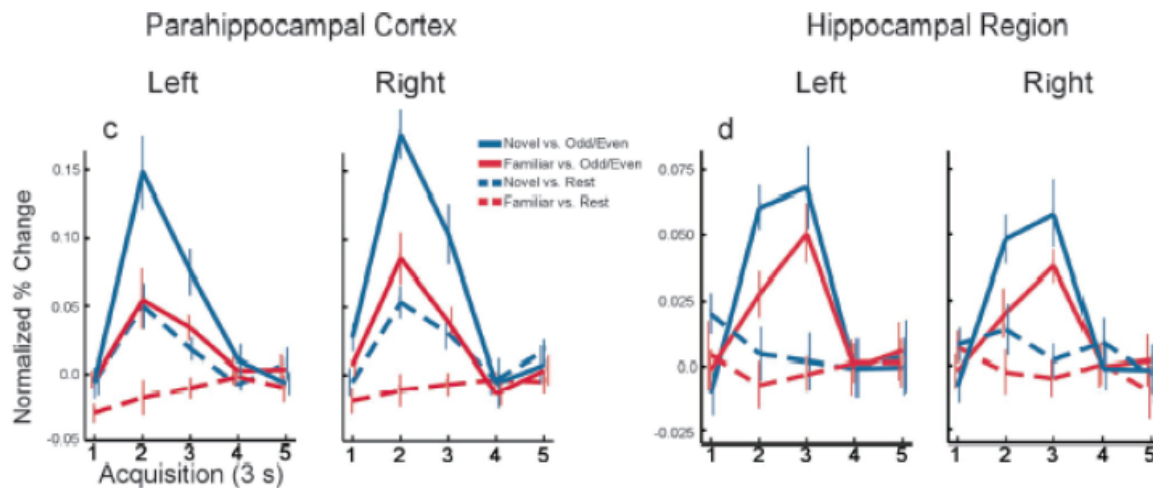 Parahippocampal Cortex
Hippocampal Region
Left
Right
Left
Right
c
d
Novel vs. Odd/Even
Familiar vs. Odd/Even
Novel vs. Rest
Familiar vs. Rest
Normalized % Change
0.15
0.10
0.05
0.0
-0.05
0.075
0.050
0.025
0.0
-0.025
1 2 3 4 5
1 2 3 4 5
1 2 3 4 5
1 2 3 4 5
Acquisition (3 s)